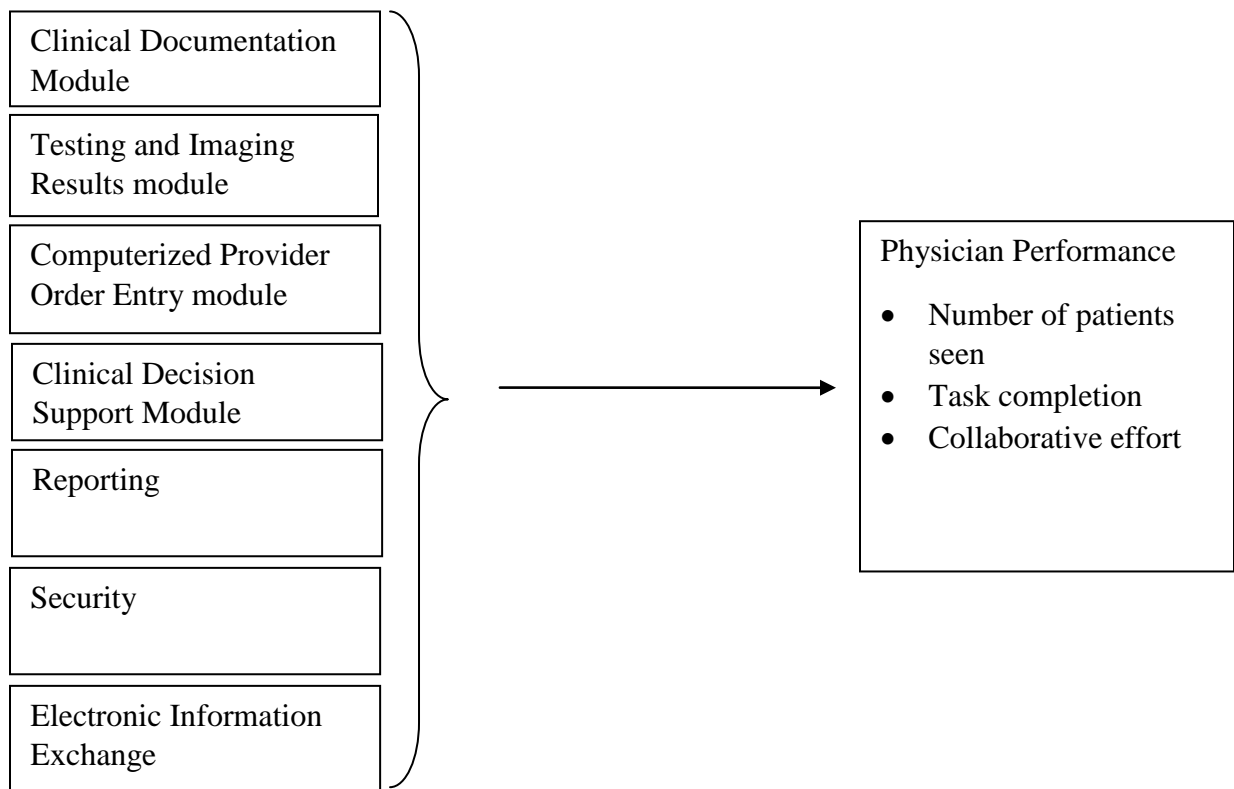 Clinical Documentation
Module
Testing and Imaging
Results module
Computerized Provider
Order Entry module
Clinical Decision
Support Module
Reporting
Security
Electronic Information
Exchange
Physician Performance
• Number of patients
seen
• Task completion
• Collaborative effort